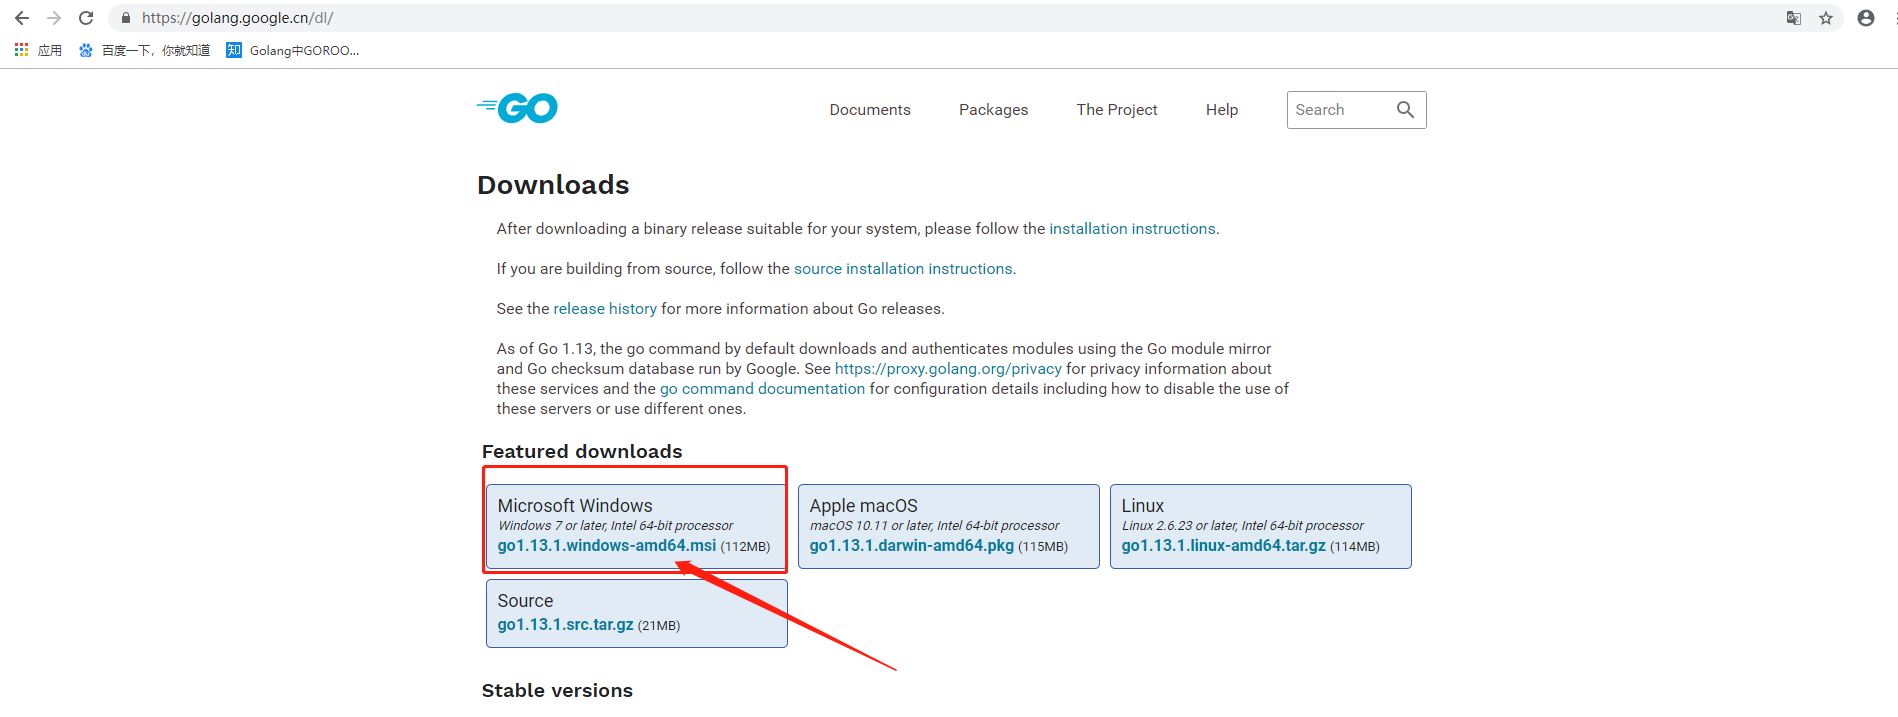 https://golang.google.cn/dl/
应用 百度一下，你就知道 知 Golang中GOROO...
GO Documents Packages The Project Help Search
Downloads
After downloading a binary release suitable for your system, please follow the installation instructions.
If you are building from source, follow the source installation instructions.
See the release history for more information about Go releases.
As of Go 1.13, the go command by default downloads and authenticates modules using the Go module mirror
and Go checksum database run by Google. See https://proxy.golang.org/privacy for privacy information about
these services and the go command documentation for configuration details including how to disable the use of
these servers or use different ones.
Featured downloads
Microsoft Windows
Windows 7 or later, Intel 64-bit processor
go1.13.1.windows-amd64.msi (112MB)
Apple macOS
macOS 10.11 or later, Intel 64-bit processor
go1.13.1.darwin-amd64.pkg (115MB)
Linux
Linux 2.6.23 or later, Intel 64-bit processor
go1.13.1.linux-amd64.tar.gz (114MB)
Source
go1.13.1.src.tar.gz (21MB)
Stable versions